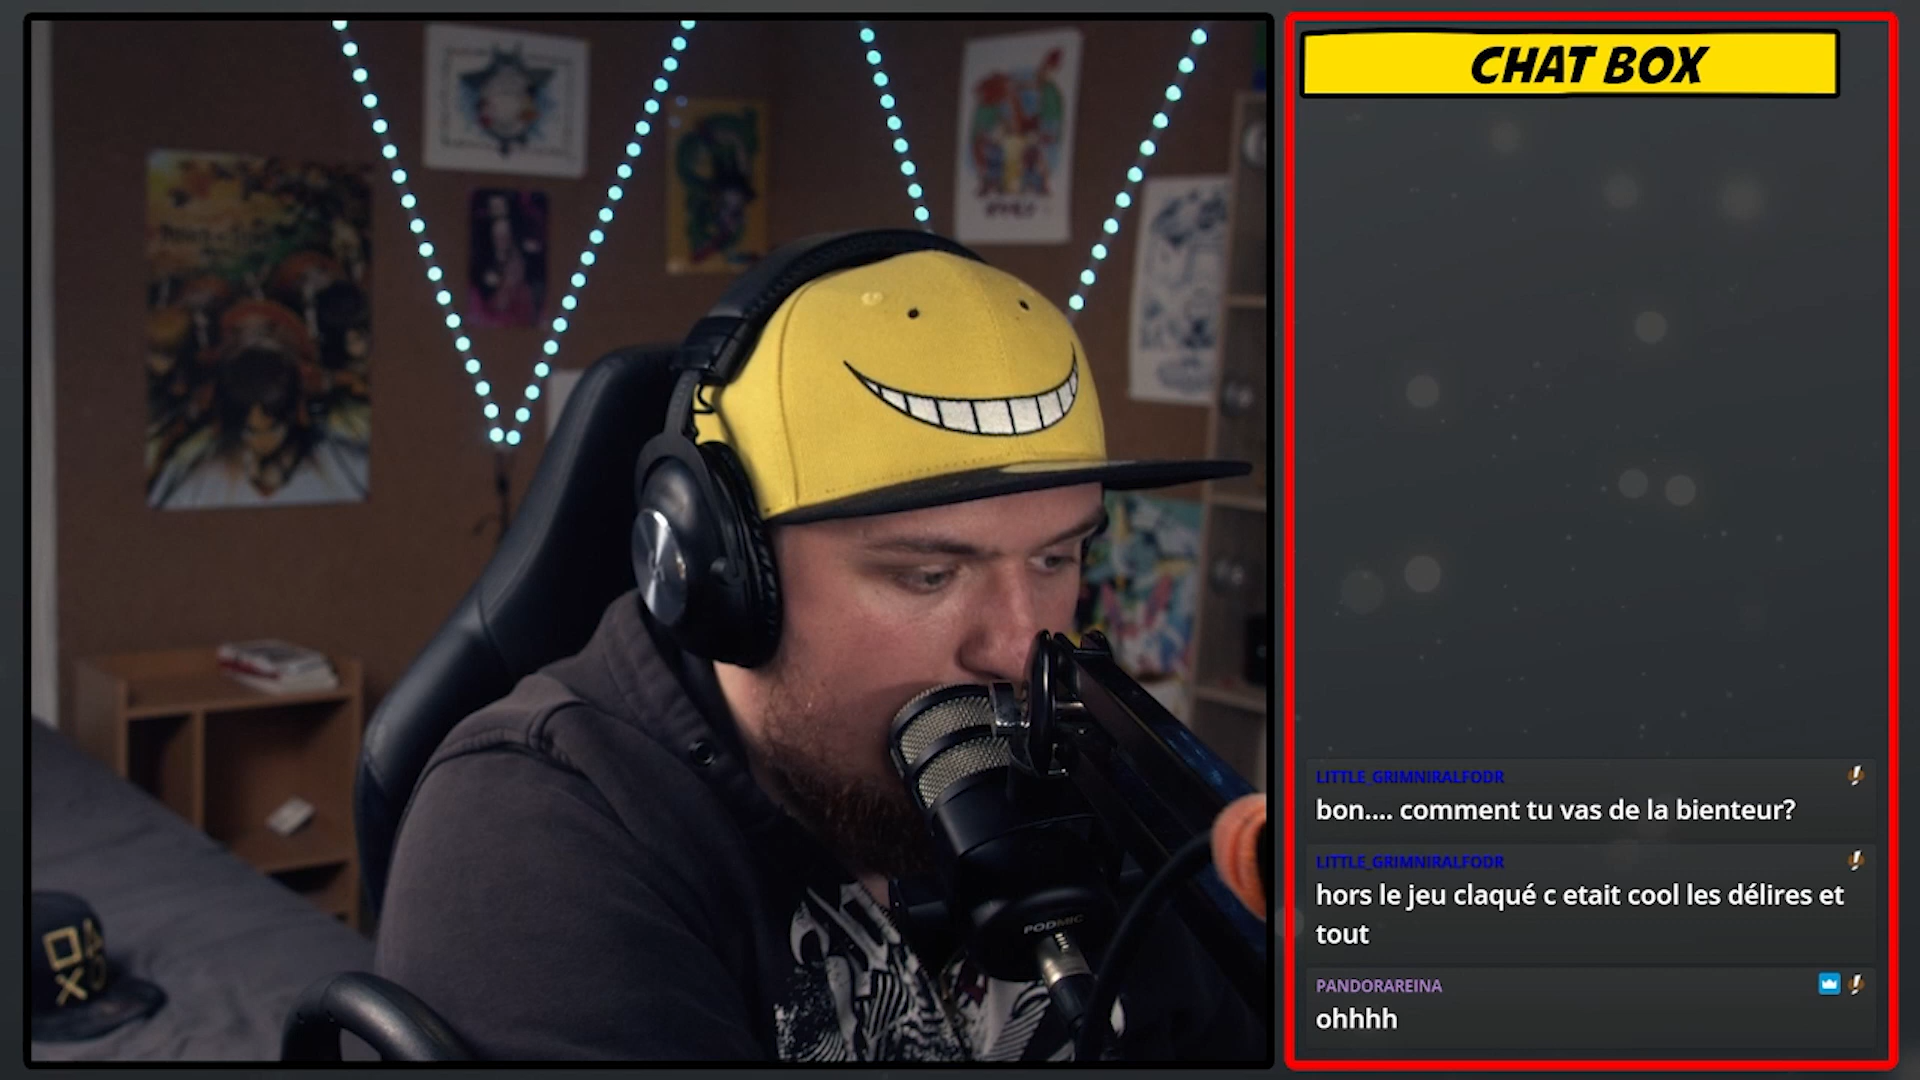 CHAT BOX
LITTLE_GRIMNIRALFODR
bon.... comment tu vas de la bienteur?
LITTLE_GRIMNIRALFODR
hors le jeu claqué c etait cool les délires et
tout
PANDORAREINA
ohhhh
PODMIC